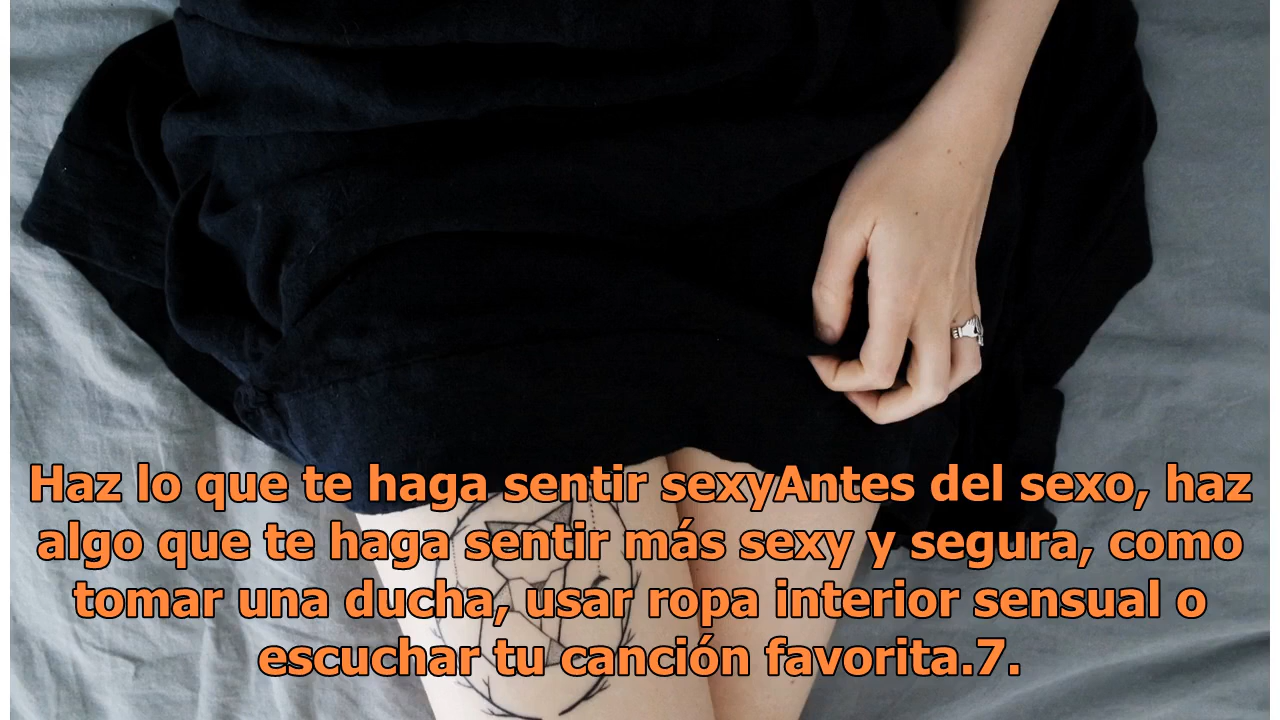 Haz lo que te haga sentir sexyAntes del sexo, haz
algo que te haga sentir más sexy y segura, como
tomar una ducha, usar ropa interior sensual o
escuchar tu canción favorita.7.